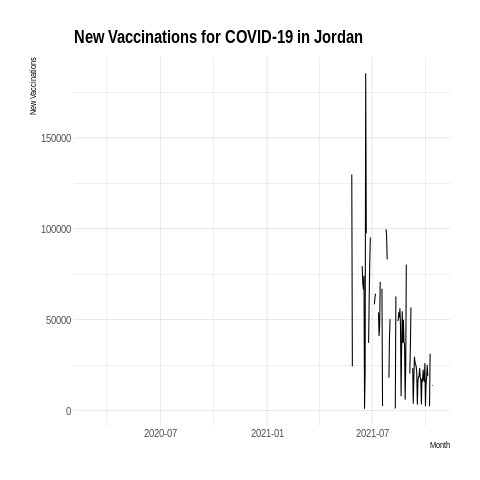 New Vaccinations for COVID-19 in Jordan
New Vaccinations
150000
100000
50000
0
2020-07
2021-01
2021-07
Month